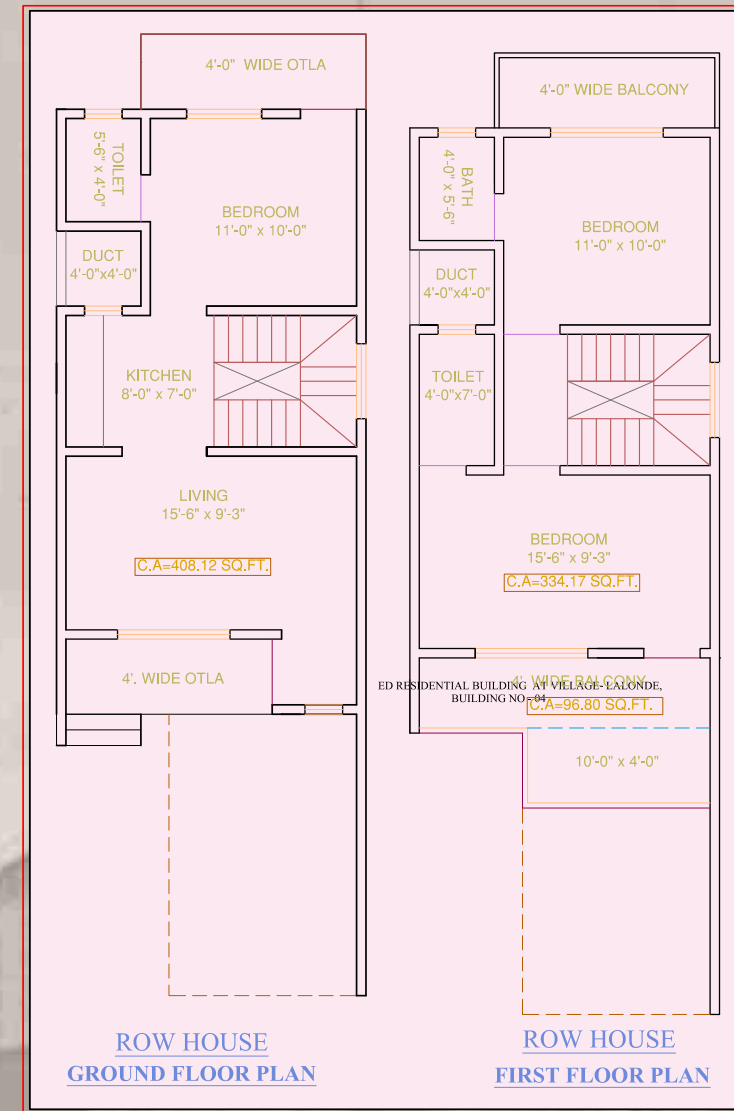 4'-0" WIDE OTLA
TOILET
5'-6" x 4'-0"
BEDROOM
11'-0" x 10'-0"
DUCT
4'-0"x4'-0"
KITCHEN
8'-0" x 7'-0"
LIVING
15'-6" x 9'-3"
C.A=408.12 SQ.FT.
4'. WIDE OTLA
ROW HOUSE
GROUND FLOOR PLAN
4'-0" WIDE BALCONY
BATH
4'-0" x 5'-6"
BEDROOM
11'-0" x 10'-0"
DUCT
4'-0"x4'-0"
TOILET
4'-0"x7'-0"
BEDROOM
15'-6" x 9'-3"
C.A=334.17 SQ.FT.
4'. WIDE BALCONY
ED RESIDENTIAL BUILDING AT VILLAGE- LALONDE,
BUILDING NO - 04
C.A=96.80 SQ.FT.
10'-0" x 4'-0"
ROW HOUSE
FIRST FLOOR PLAN